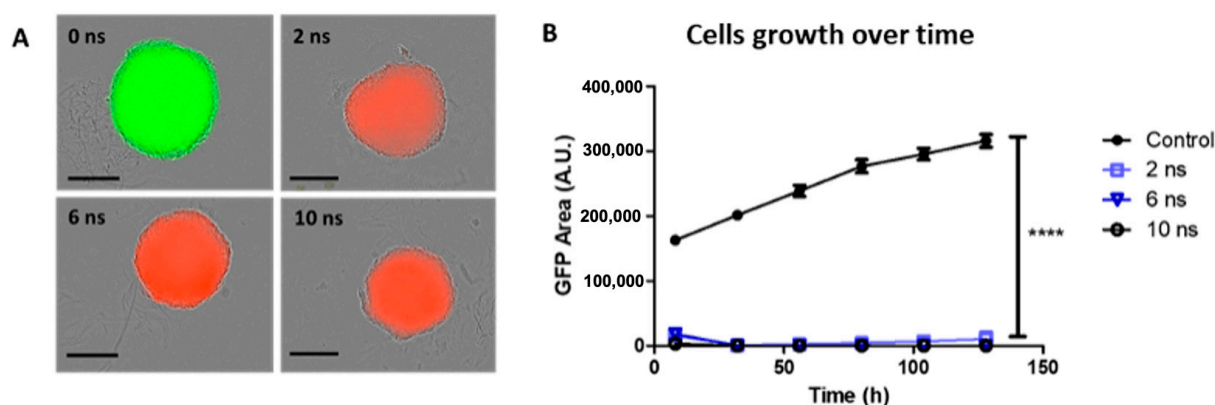 A
0 ns
2 ns
6 ns
10 ns
B
Cells growth over time
GFP Area (A.U.)
400,000
300,000
200,000
100,000
0
0
50
100
150
Time (h)
****
Control
2 ns
6 ns
10 ns